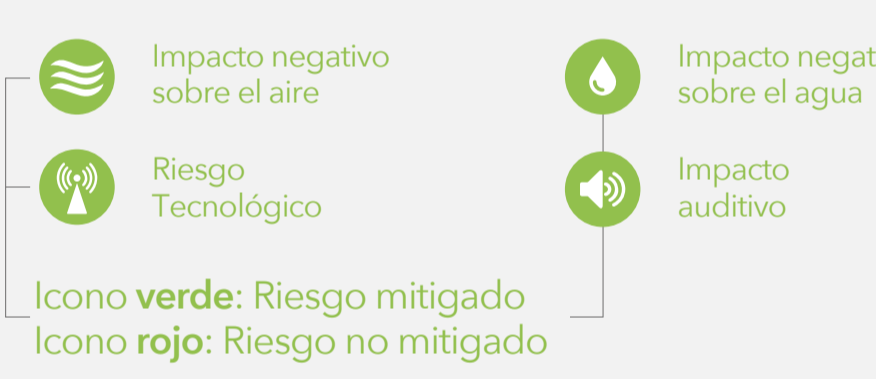 Impacto negativo
sobre el aire
Impacto negat
sobre el agua
Riesgo
Tecnológico
Impacto
auditivo
Icono verde: Riesgo mitigado
Icono rojo: Riesgo no mitigado